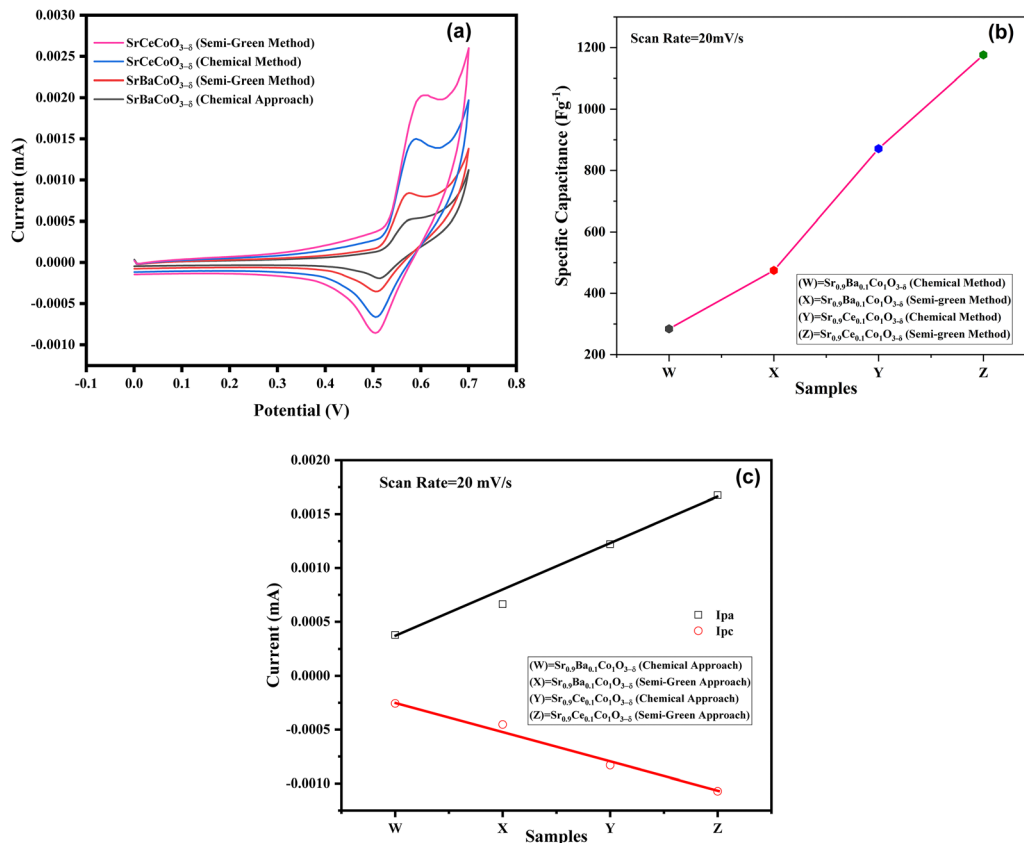 (a)
SrCeCoO₃₋δ (Semi-Green Method)
SrCeCoO₃₋δ (Chemical Method)
SrBaCoO₃₋δ (Semi-Green Method)
SrBaCoO₃₋δ (Chemical Approach)
0.0030
0.0025
0.0020
0.0015
0.0010
0.0005
0.0000
-0.0005
-0.0010
Current (mA)
-0.1 0.0 0.1 0.2 0.3 0.4 0.5 0.6 0.7 0.8
Potential (V)
(b)
Scan Rate=20mV/s
1200
1000
800
600
400
200
Specific Capacitance (Fg⁻¹)
(W)=Sr₀.₉Ba₀.₁Co₁O₃₋δ (Chemical Method)
(X)=Sr₀.₉Ba₀.₁Co₁O₃₋δ (Semi-green Method)
(Y)=Sr₀.₉Ce₀.₁Co₁O₃₋δ (Chemical Method)
(Z)=Sr₀.₉Ce₀.₁Co₁O₃₋δ (Semi-green Method)
W X Y Z
Samples
(c)
Scan Rate=20 mV/s
0.0020
0.0015
0.0010
0.0005
0.0000
-0.0005
-0.0010
Current (mA)
Ipa
Ipc
(W)=Sr₀.₉Ba₀.₁Co₁O₃₋δ (Chemical Approach)
(X)=Sr₀.₉Ba₀.₁Co₁O₃₋δ (Semi-Green Approach)
(Y)=Sr₀.₉Ce₀.₁Co₁O₃₋δ (Chemical Approach)
(Z)=Sr₀.₉Ce₀.₁Co₁O₃₋δ (Semi-Green Approach)
W X Y Z
Samples